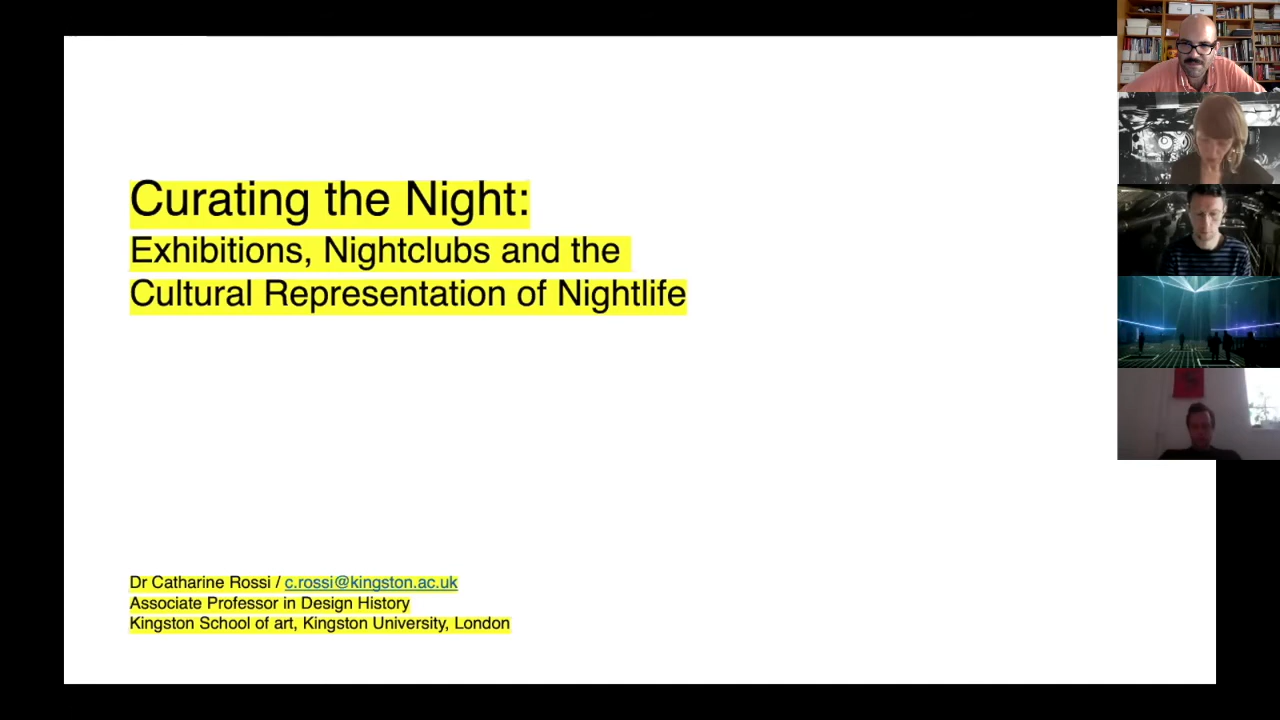 Curating the Night:
Exhibitions, Nightclubs and the
Cultural Representation of Nightlife
Dr Catharine Rossi / c.rossi@kingston.ac.uk
Associate Professor in Design History
Kingston School of art, Kingston University, London